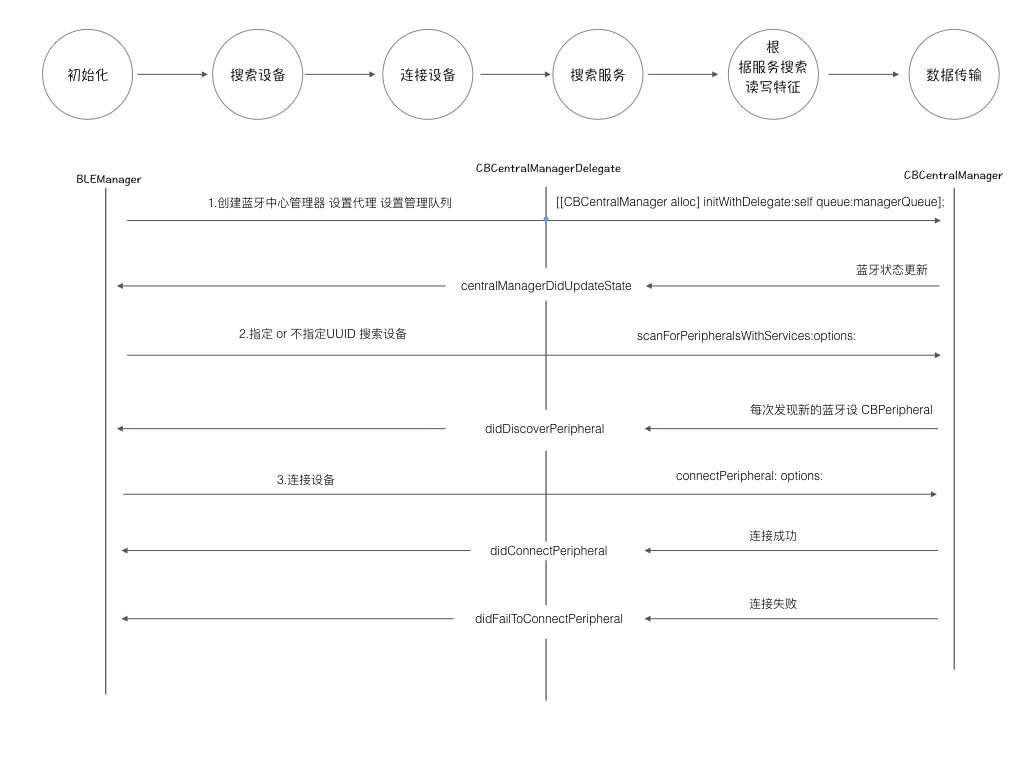 初始化
搜索设备
连接设备
搜索服务
根
据服务搜索
读写特征
数据传输
BLEManager
CBCentralManagerDelegate
CBCentralManager
1.创建蓝牙中心管理器 设置代理 设置管理队列
[[CBCentralManager alloc] initWithDelegate:self queue:managerQueue];
蓝牙状态更新
centralManagerDidUpdateState
2.指定 or 不指定UUID 搜索设备
scanForPeripheralsWithServices:options:
每次发现新的蓝牙设 CBPeripheral
didDiscoverPeripheral
3.连接设备
connectPeripheral: options:
连接成功
didConnectPeripheral
连接失败
didFailToConnectPeripheral